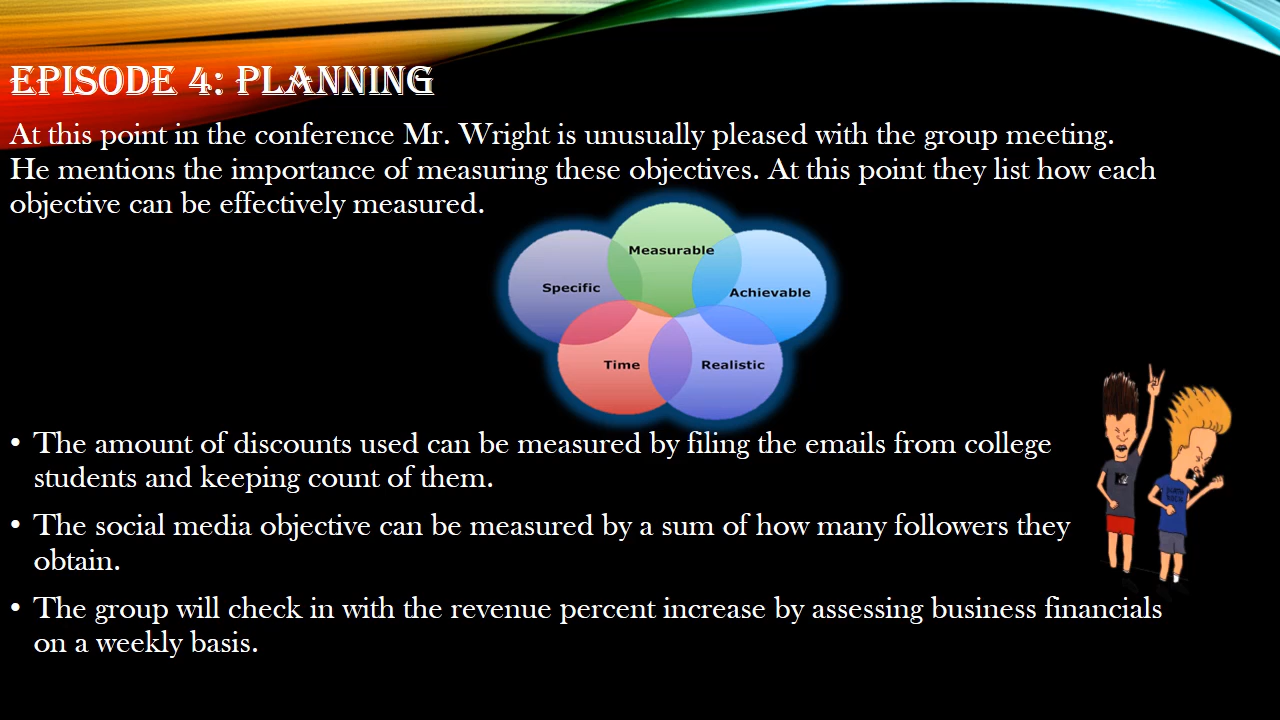 EPISODE 4: PLANNING
At this point in the conference Mr. Wright is unusually pleased with the group meeting.
He mentions the importance of measuring these objectives. At this point they list how each
objective can be effectively measured.
Measurable
Specific
Achievable
Time
Realistic
• The amount of discounts used can be measured by filing the emails from college
students and keeping count of them.
• The social media objective can be measured by a sum of how many followers they
obtain.
• The group will check in with the revenue percent increase by assessing business financials
on a weekly basis.